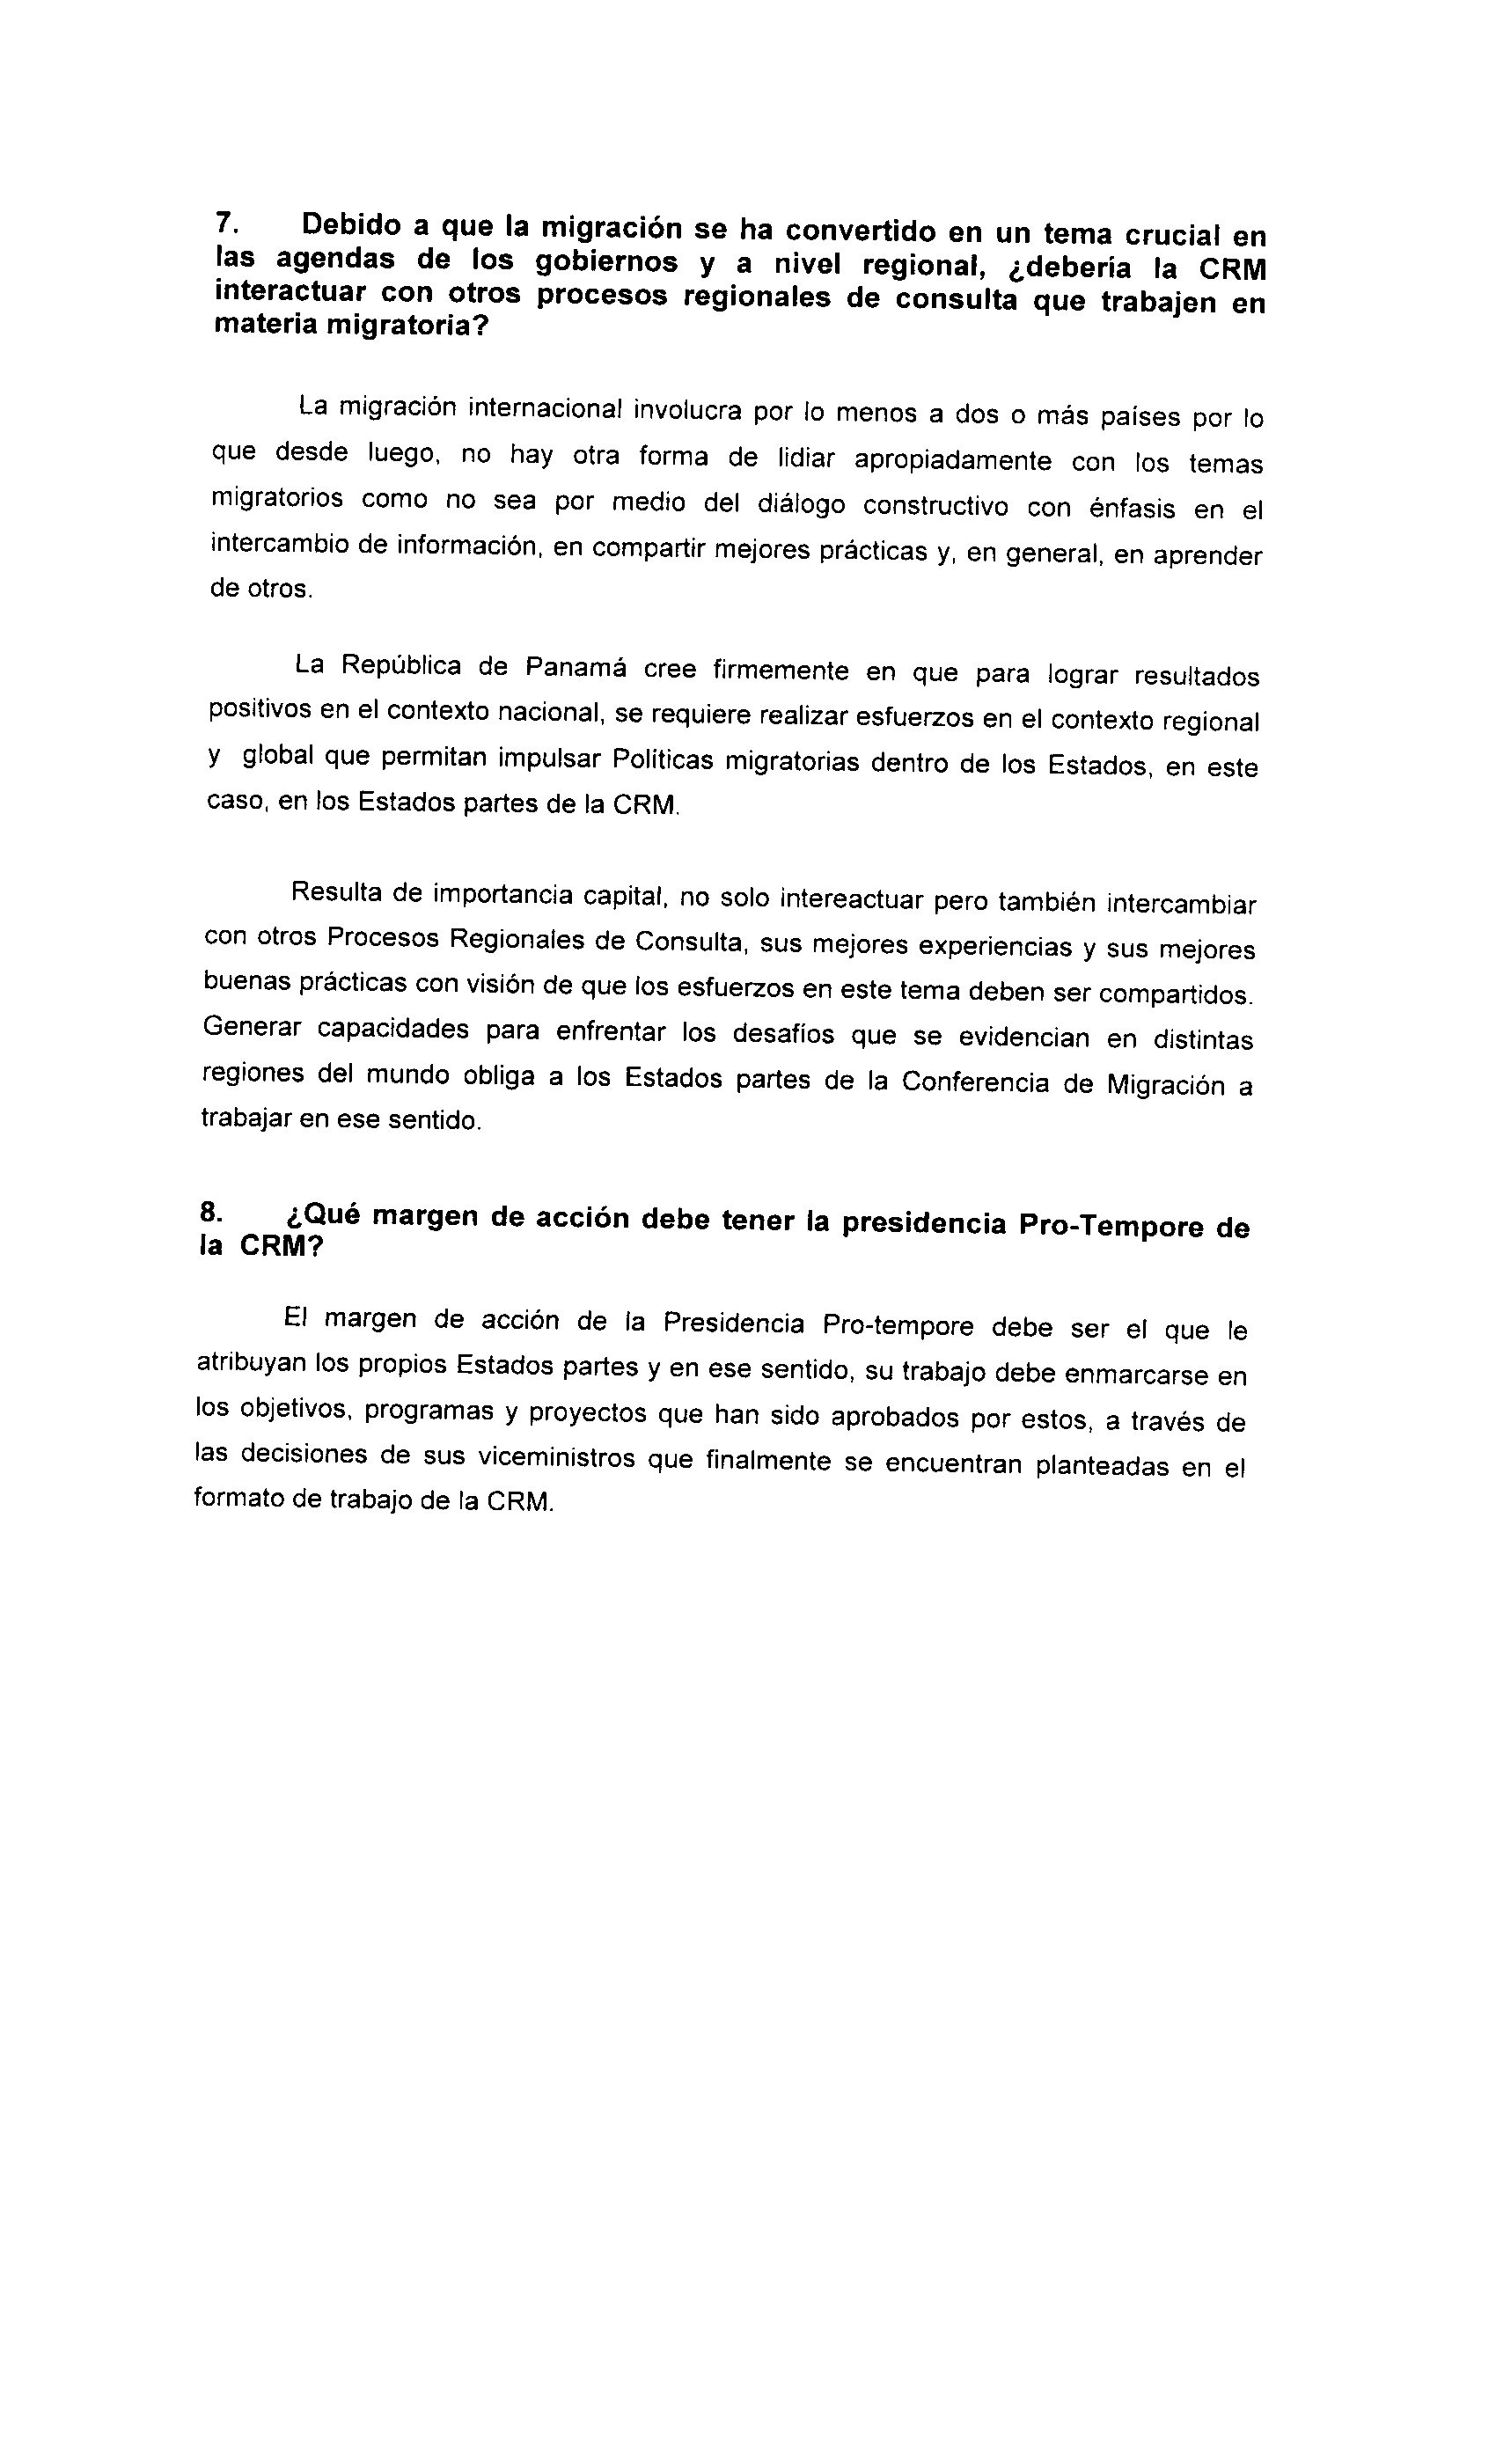 7. Debido a que la migración se ha convertido en un tema crucial en
las agendas de los gobiernos y a nivel regional, ¿debería la CRM
interactuar con otros procesos regionales de consulta que trabajen en
materia migratoria?
La migración internacional involucra por lo menos a dos o más países por lo
que desde luego, no hay otra forma de lidiar apropiadamente con los temas
migratorios como no sea por medio del diálogo constructivo con énfasis en el
intercambio de información, en compartir mejores prácticas y, en general, en aprender
de otros.
La República de Panamá cree firmemente en que para lograr resultados
positivos en el contexto nacional, se requiere realizar esfuerzos en el contexto regional
y global que permitan impulsar Políticas migratorias dentro de los Estados, en este
caso, en los Estados partes de la CRM.
Resulta de importancia capital, no solo intereactuar pero también intercambiar
con otros Procesos Regionales de Consulta, sus mejores experiencias y sus mejores
buenas prácticas con visión de que los esfuerzos en este tema deben ser compartidos.
Generar capacidades para enfrentar los desafíos que se evidencian en distintas
regiones del mundo obliga a los Estados partes de la Conferencia de Migración a
trabajar en ese sentido.
8. ¿Qué margen de acción debe tener la presidencia Pro-Tempore de
la CRM?
El margen de acción de la Presidencia Pro-tempore debe ser el que le
atribuyan los propios Estados partes y en ese sentido, su trabajo debe enmarcarse en
los objetivos, programas y proyectos que han sido aprobados por estos, a través de
las decisiones de sus viceministros que finalmente se encuentran planteadas en el
formato de trabajo de la CRM.